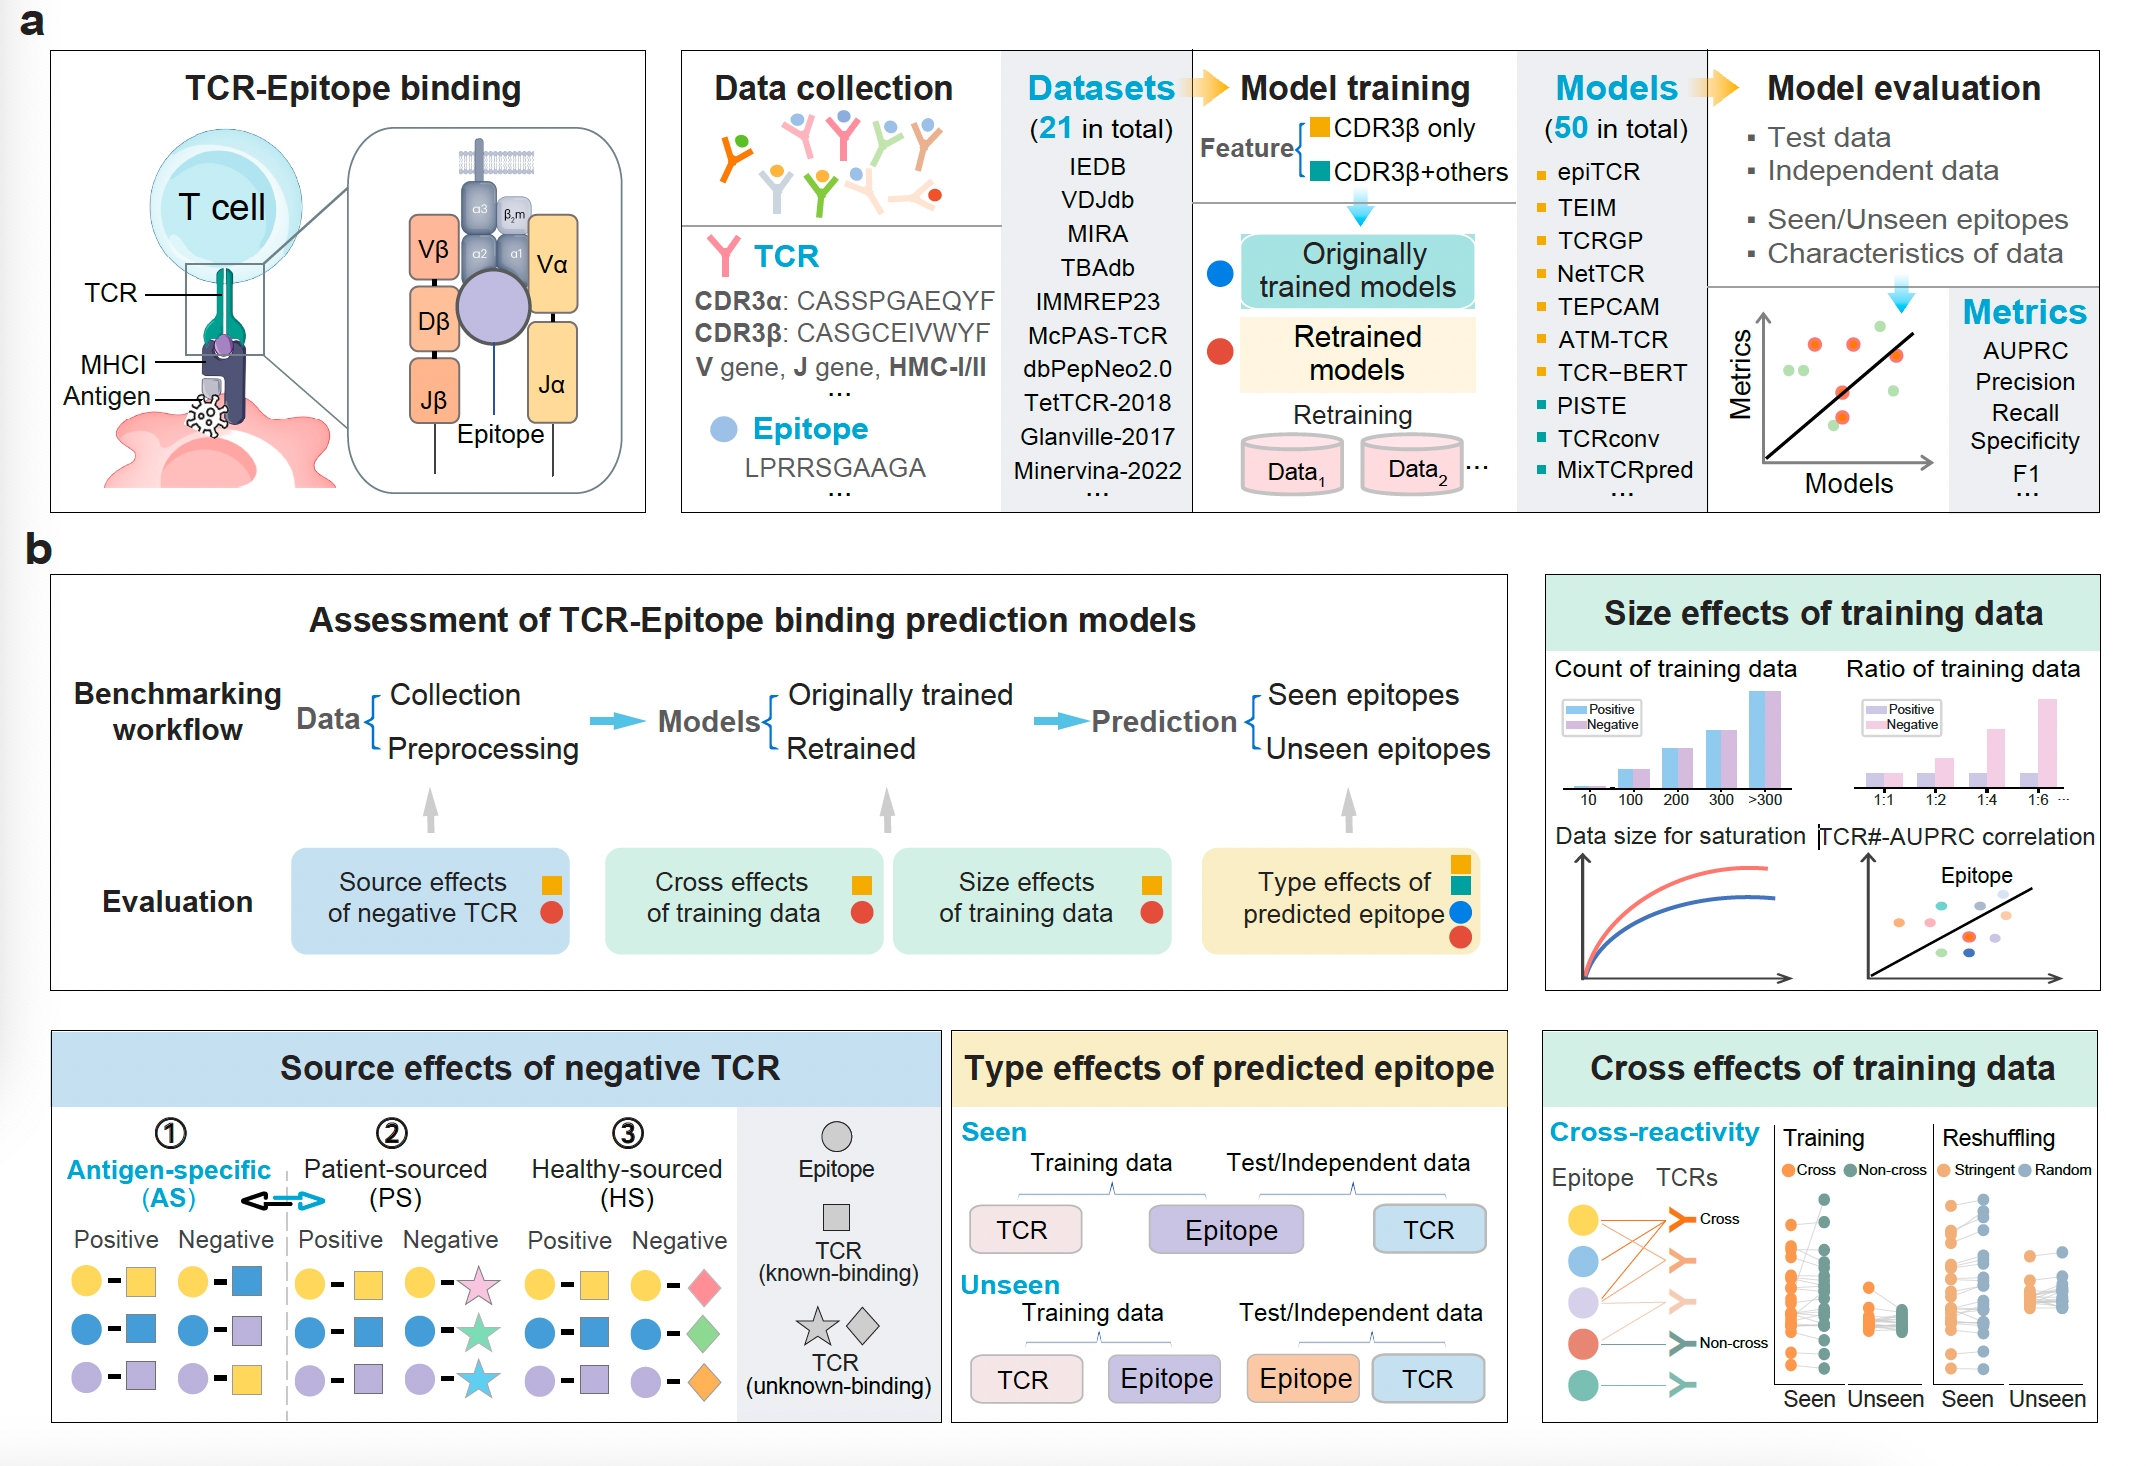 a
TCR-Epitope binding
T cell
TCR
MHCI
Antigen
α3
β2m
α2
α1
Vβ
Dβ
Jβ
Vα
Jα
Epitope
Data collection
TCR
CDR3α: CASSPGAEQYF
CDR3β: CASGCEIVWYF
V gene, J gene, HMC-I/II
...
Epitope
LPRRSGAAGA
...
Datasets
(21 in total)
IEDB
VDJdb
MIRA
TBAdb
IMMREP23
McPAS-TCR
dbPepNeo2.0
TetTCR-2018
Glanville-2017
Minervina-2022
...
Model training
Feature
CDR3β only
CDR3β+others
Originally
trained models
Retrained
models
Retraining
Data1
Data2
...
Models
(50 in total)
epiTCR
TEIM
TCRGP
NetTCR
TEPCAM
ATM-TCR
TCR−BERT
PISTE
TCRconv
MixTCRpred
...
Model evaluation
▪ Test data
▪ Independent data
▪ Seen/Unseen epitopes
▪ Characteristics of data
Metrics
Models
Metrics
AUPRC
Precision
Recall
Specificity
F1
...
b
Assessment of TCR-Epitope binding prediction models
Benchmarking
workflow
Data
Collection
Preprocessing
Models
Originally trained
Retrained
Prediction
Seen epitopes
Unseen epitopes
Evaluation
Source effects
of negative TCR
Cross effects
of training data
Size effects
of training data
Type effects of
predicted epitope
Size effects of training data
Count of training data
Positive
Negative
10 100 200 300 >300
Ratio of training data
Positive
Negative
1:1 1:2 1:4 1:6 ...
Data size for saturation
TCR#-AUPRC correlation
Epitope
Source effects of negative TCR
①
Antigen-specific
(AS)
Positive Negative
②
Patient-sourced
(PS)
Positive Negative
③
Healthy-sourced
(HS)
Positive Negative
Epitope
TCR
(known-binding)
TCR
(unknown-binding)
Type effects of predicted epitope
Seen
Training data
Test/Independent data
TCR
Epitope
TCR
Unseen
Training data
Test/Independent data
TCR
Epitope
Epitope
TCR
Cross effects of training data
Cross-reactivity
Epitope TCRs
Cross
Non-cross
Training
Cross Non-cross
Seen Unseen
Reshuffling
Stringent Random
Seen Unseen